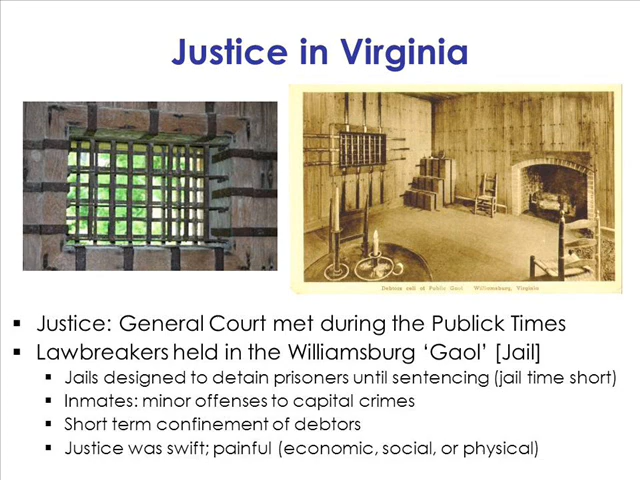 Justice in Virginia
Debtors cell at Public Gaol Williamsburg, Virginia
▪ Justice: General Court met during the Publick Times
▪ Lawbreakers held in the Williamsburg ‘Gaol’ [Jail]
▪ Jails designed to detain prisoners until sentencing (jail time short)
▪ Inmates: minor offenses to capital crimes
▪ Short term confinement of debtors
▪ Justice was swift; painful (economic, social, or physical)